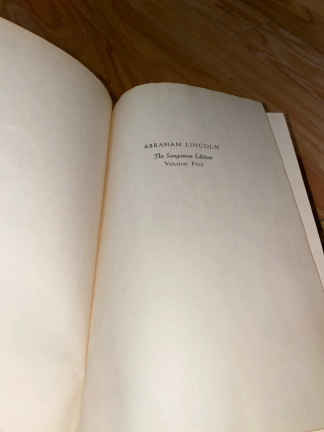 ABRAHAM LINCOLN
The Sangamon Edition
VOLUME FIVE